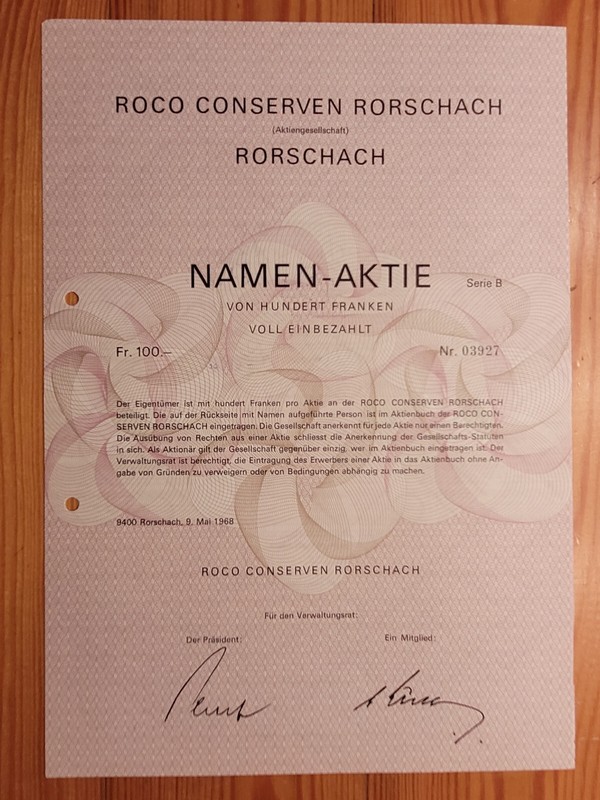 ROCO CONSERVEN RORSCHACH
(Aktiengesellschaft)
RORSCHACH
NAMEN-AKTIE Serie B
VON HUNDERT FRANKEN
VOLL EINBEZAHLT
Fr. 100.— Nr. 03927
Der Eigentümer ist mit hundert Franken pro Aktie an der ROCO CONSERVEN RORSCHACH
beteiligt. Die auf der Rückseite mit Namen aufgeführte Person ist im Aktienbuch der ROCO CON-
SERVEN RORSCHACH eingetragen. Die Gesellschaft anerkennt für jede Aktie nur einen Berechtigten.
Die Ausübung von Rechten aus einer Aktie schliesst die Anerkennung der Gesellschafts-Statuten
in sich. Als Aktionär gilt der Gesellschaft gegenüber einzig, wer im Aktienbuch eingetragen ist. Der
Verwaltungsrat ist berechtigt, die Eintragung des Erwerbers einer Aktie in das Aktienbuch ohne An-
gabe von Gründen zu verweigern oder von Bedingungen abhängig zu machen.
9400 Rorschach, 9. Mai 1968
ROCO CONSERVEN RORSCHACH
Für den Verwaltungsrat:
Der Präsident: Ein Mitglied: